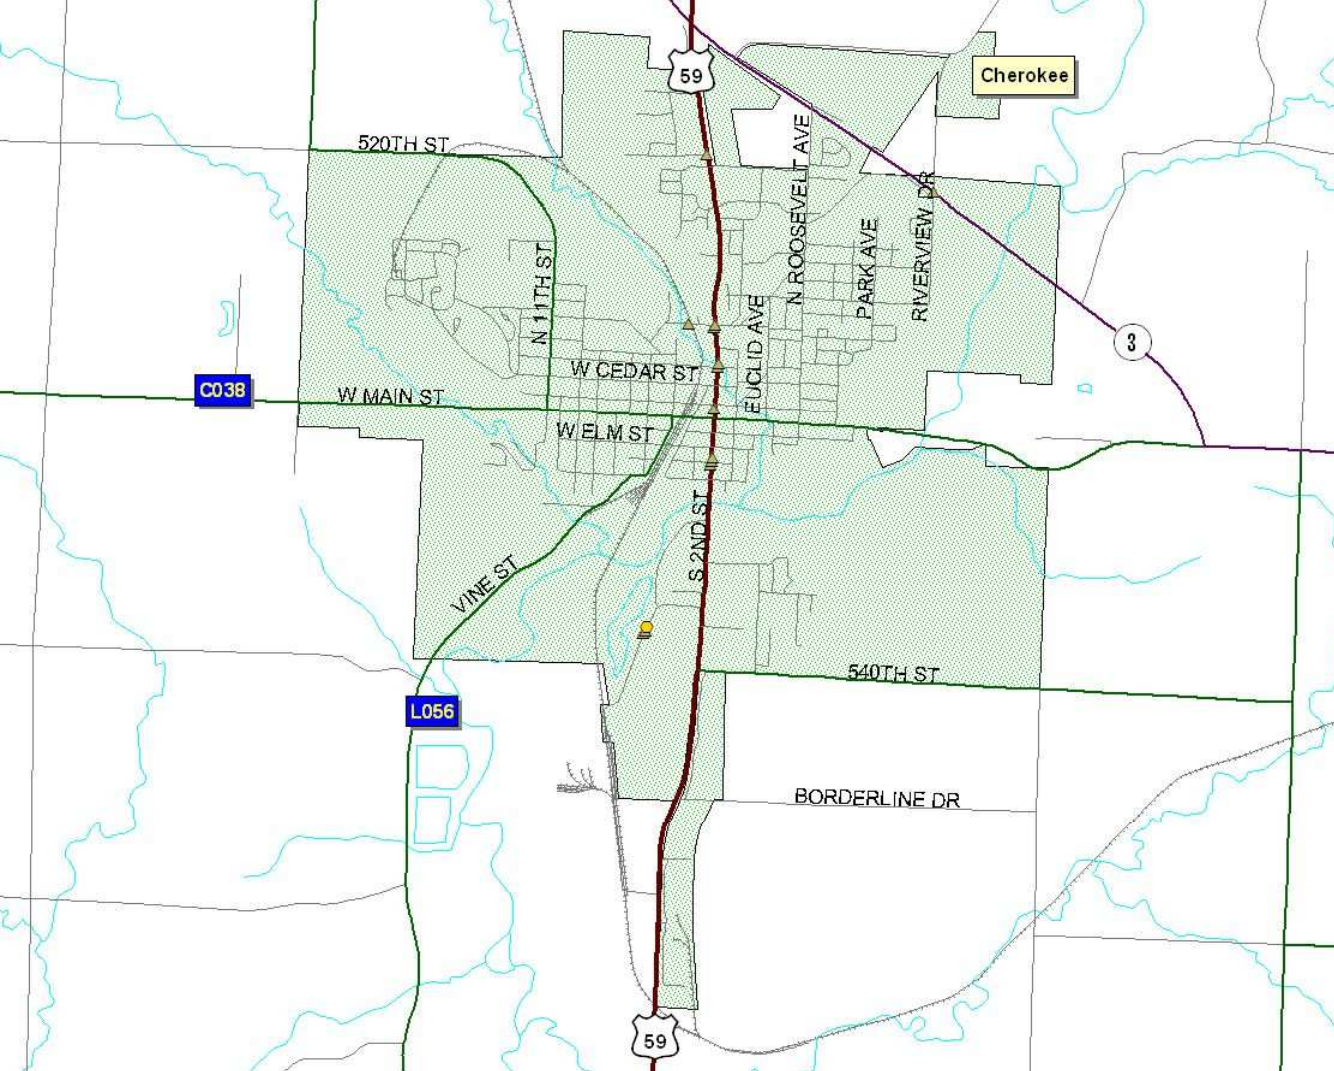 59
Cherokee
520TH ST
N ROOSEVELT AVE
RIVERVIEW DR
PARK AVE
N 11TH ST
EUCLID AVE
3
W CEDAR ST
C038
W MAIN ST
W ELM ST
S 2ND ST
VINE ST
540TH ST
L056
BORDERLINE DR
59